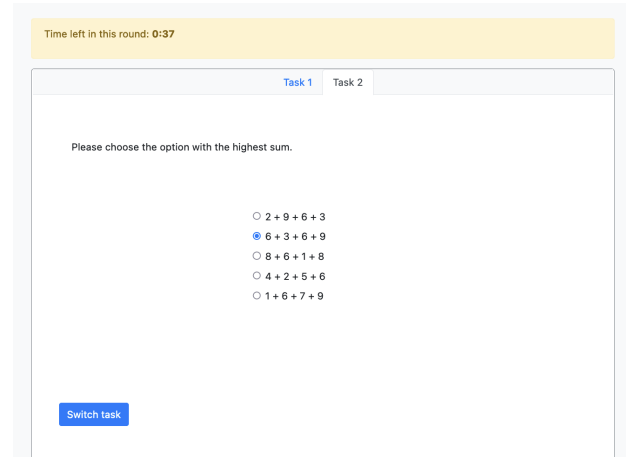 Time left in this round: 0:37
Task 1 Task 2
Please choose the option with the highest sum.
2 + 9 + 6 + 3
6 + 3 + 6 + 9
8 + 6 + 1 + 8
4 + 2 + 5 + 6
1 + 6 + 7 + 9
Switch task